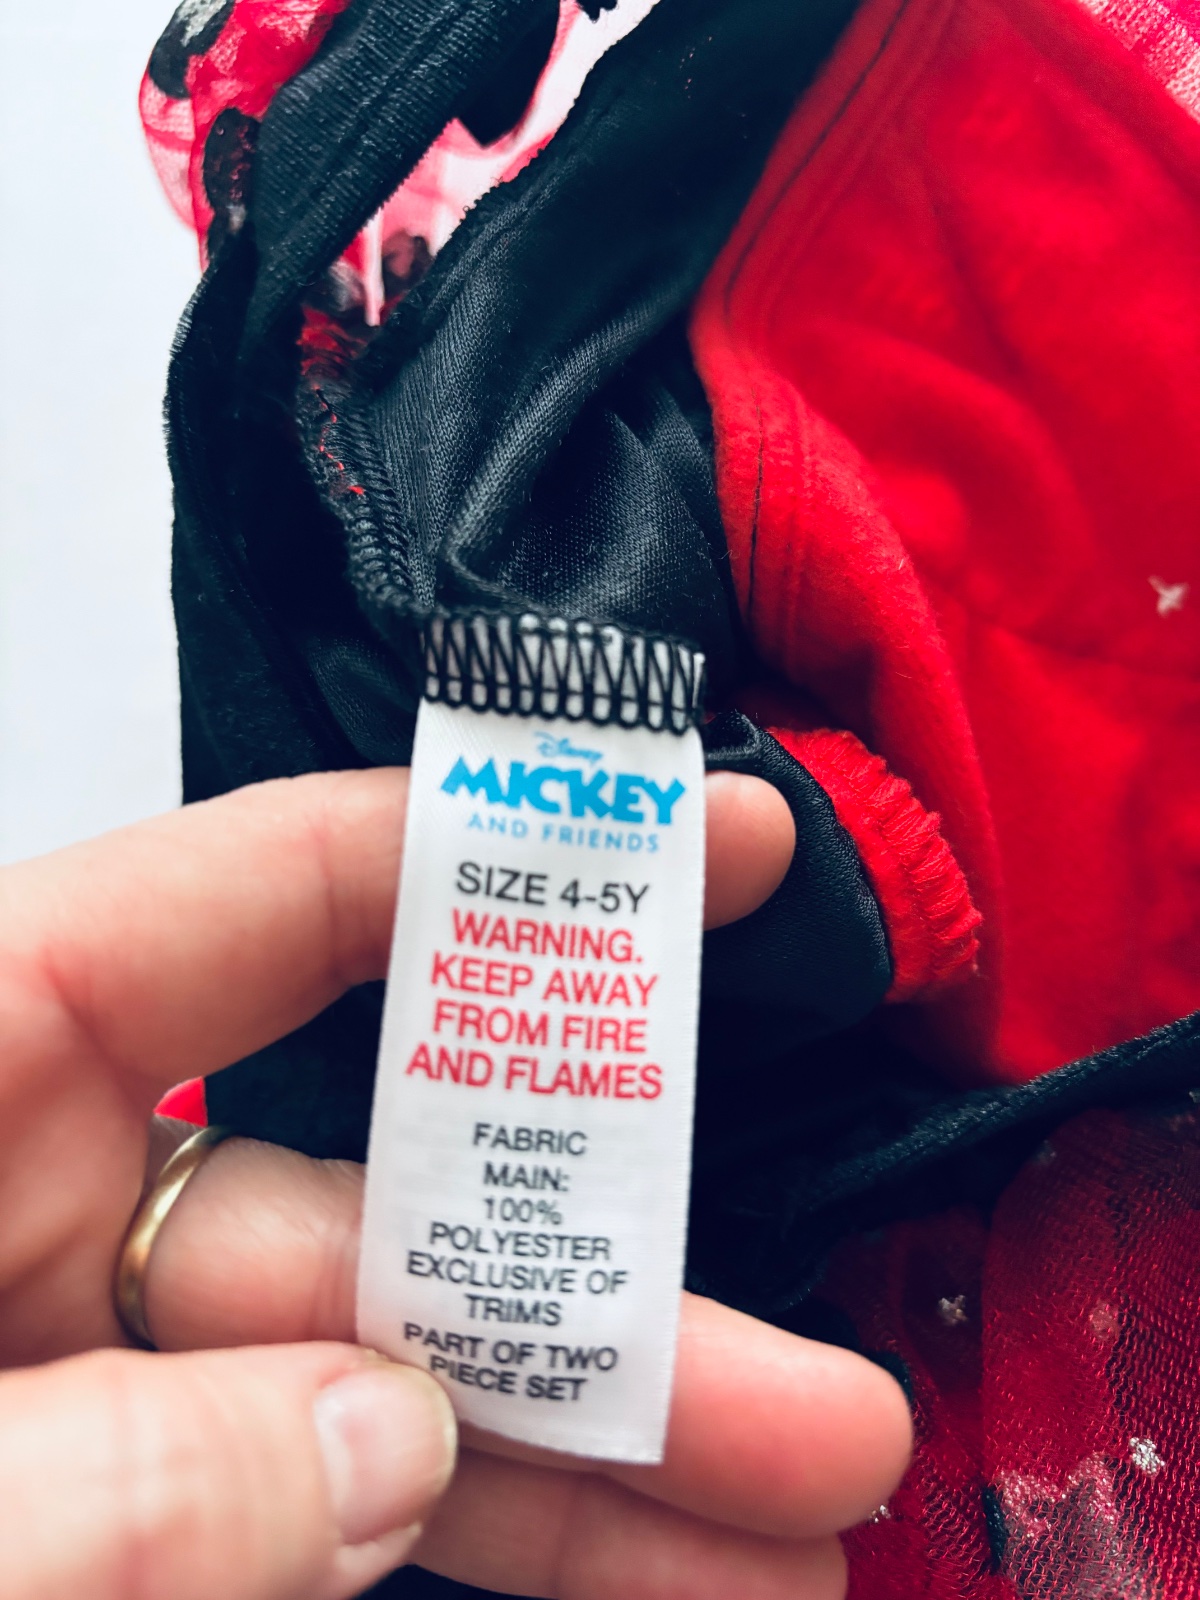 Disney
MICKEY
AND FRIENDS
SIZE 4-5Y
WARNING.
KEEP AWAY
FROM FIRE
AND FLAMES
FABRIC
MAIN:
100%
POLYESTER
EXCLUSIVE OF
TRIMS
PART OF TWO
PIECE SET